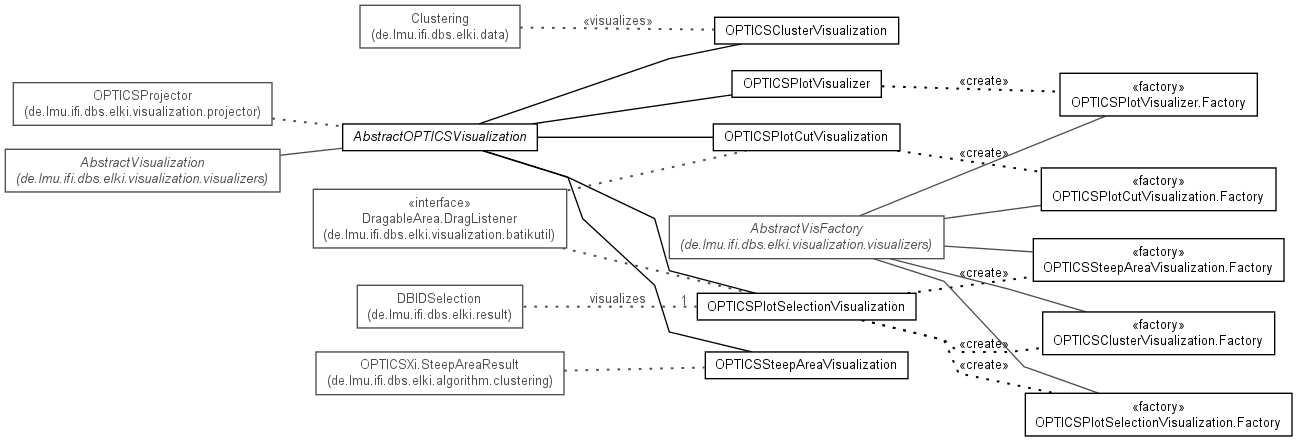 Clustering
(de.lmu.ifi.dbs.elki.data)
«visualizes»
OPTICSClusterVisualization
OPTICSProjector
(de.lmu.ifi.dbs.elki.visualization.projector)
OPTICSPlotVisualizer
«create»
«factory»
OPTICSPlotVisualizer.Factory
AbstractOPTICSVisualization
OPTICSPlotCutVisualization
«create»
AbstractVisualization
(de.lmu.ifi.dbs.elki.visualization.visualizers)
«factory»
OPTICSPlotCutVisualization.Factory
«interface»
DragableArea.DragListener
(de.lmu.ifi.dbs.elki.visualization.batikutil)
AbstractVisFactory
(de.lmu.ifi.dbs.elki.visualization.visualizers)
«factory»
OPTICSSteepAreaVisualization.Factory
«create»
DBIDSelection
(de.lmu.ifi.dbs.elki.result)
visualizes
1
OPTICSPlotSelectionVisualization
«factory»
OPTICSClusterVisualization.Factory
«create»
OPTICSXi.SteepAreaResult
(de.lmu.ifi.dbs.elki.algorithm.clustering)
OPTICSSteepAreaVisualization
«create»
«factory»
OPTICSPlotSelectionVisualization.Factory